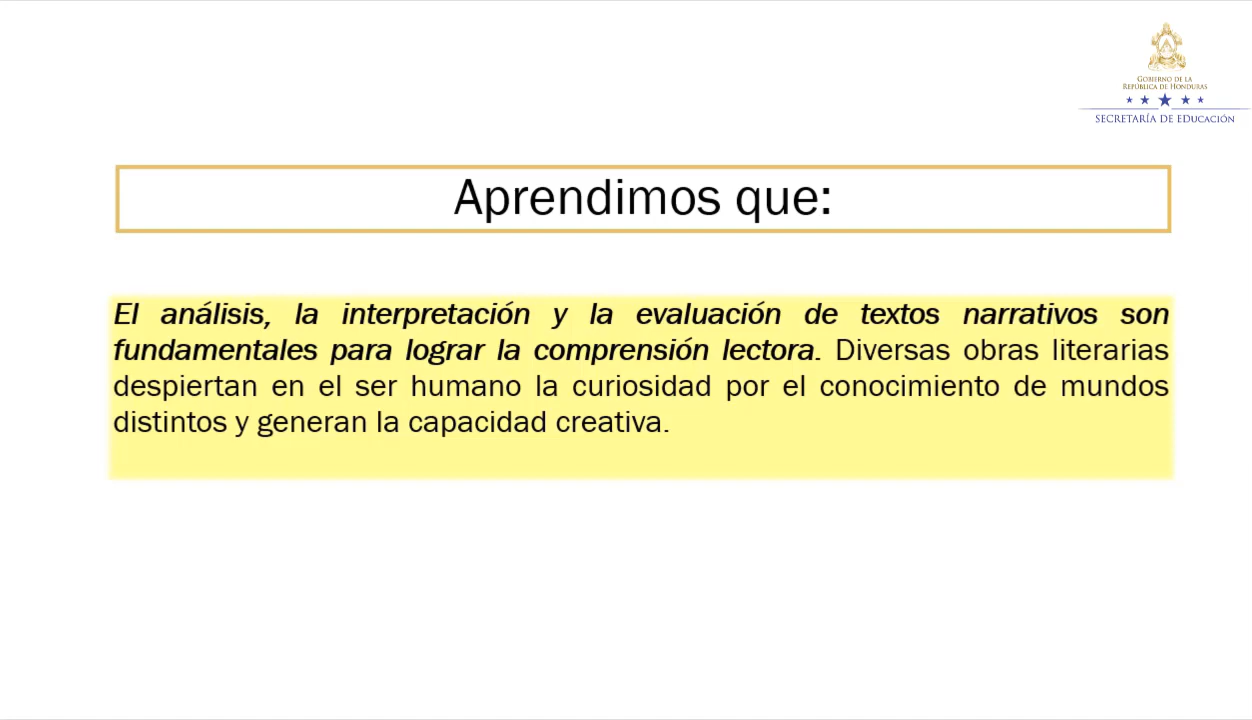 GOBIERNO DE LA
REPÚBLICA DE HONDURAS
SECRETARÍA DE EDUCACIÓN
Aprendimos que:
El análisis, la interpretación y la evaluación de textos narrativos son
fundamentales para lograr la comprensión lectora. Diversas obras literarias
despiertan en el ser humano la curiosidad por el conocimiento de mundos
distintos y generan la capacidad creativa.